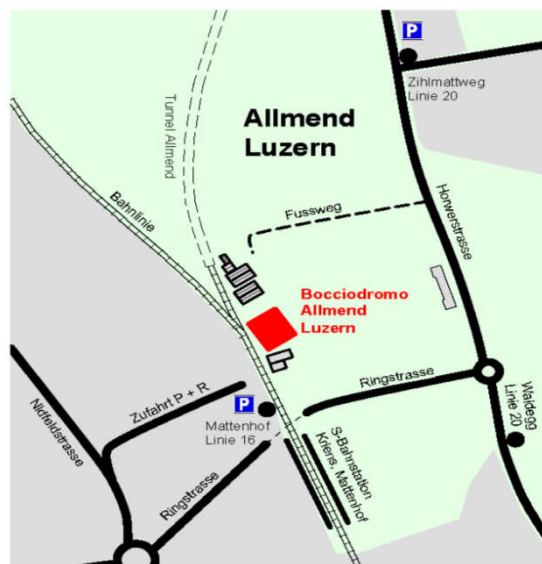 P
Zihlmattweg
Linie 20
Allmend
Luzern
Tunnel Allmend
Bahnlinie
Fussweg
Horwerstrasse
Bocciodromo
Allmend
Luzern
Ringstrasse
Waldegg
Linie 20
Zufahrt P + R
P
Mattenhof
Linie 16
Nidfeldstrasse
Ringstrasse
S-Bahnstation
Kriens, Mattenhof